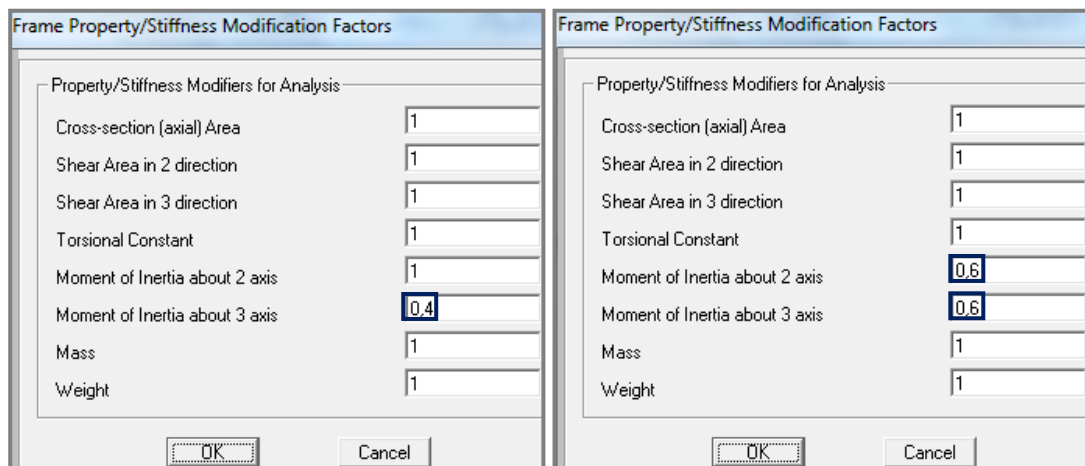 Frame Property/Stiffness Modification Factors
Property/Stiffness Modifiers for Analysis
Cross-section (axial) Area 1
Shear Area in 2 direction 1
Shear Area in 3 direction 1
Torsional Constant 1
Moment of Inertia about 2 axis 1
Moment of Inertia about 3 axis 0,4
Mass 1
Weight 1
OK Cancel
Frame Property/Stiffness Modification Factors
Property/Stiffness Modifiers for Analysis
Cross-section (axial) Area 1
Shear Area in 2 direction 1
Shear Area in 3 direction 1
Torsional Constant 1
Moment of Inertia about 2 axis 0,6
Moment of Inertia about 3 axis 0,6
Mass 1
Weight 1
OK Cancel